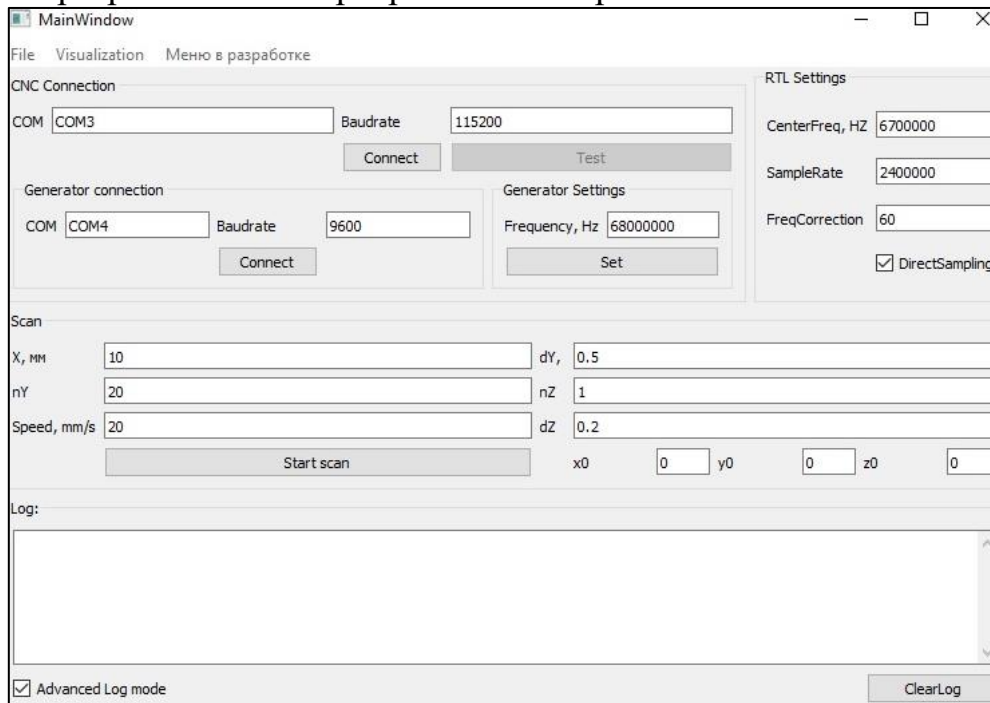 MainWindow
File Visualization Меню в разработке
CNC Connection
COM COM3 Baudrate 115200
Connect Test
Generator connection
COM COM4 Baudrate 9600
Connect
Generator Settings
Frequency, Hz 68000000
Set
RTL Settings
CenterFreq, HZ 6700000
SampleRate 2400000
FreqCorrection 60
DirectSampling
Scan
X, мм 10 dY, 0.5
nY 20 nZ 1
Speed, mm/s 20 dZ 0.2
Start scan x0 0 y0 0 z0 0
Log:
Advanced Log mode ClearLog